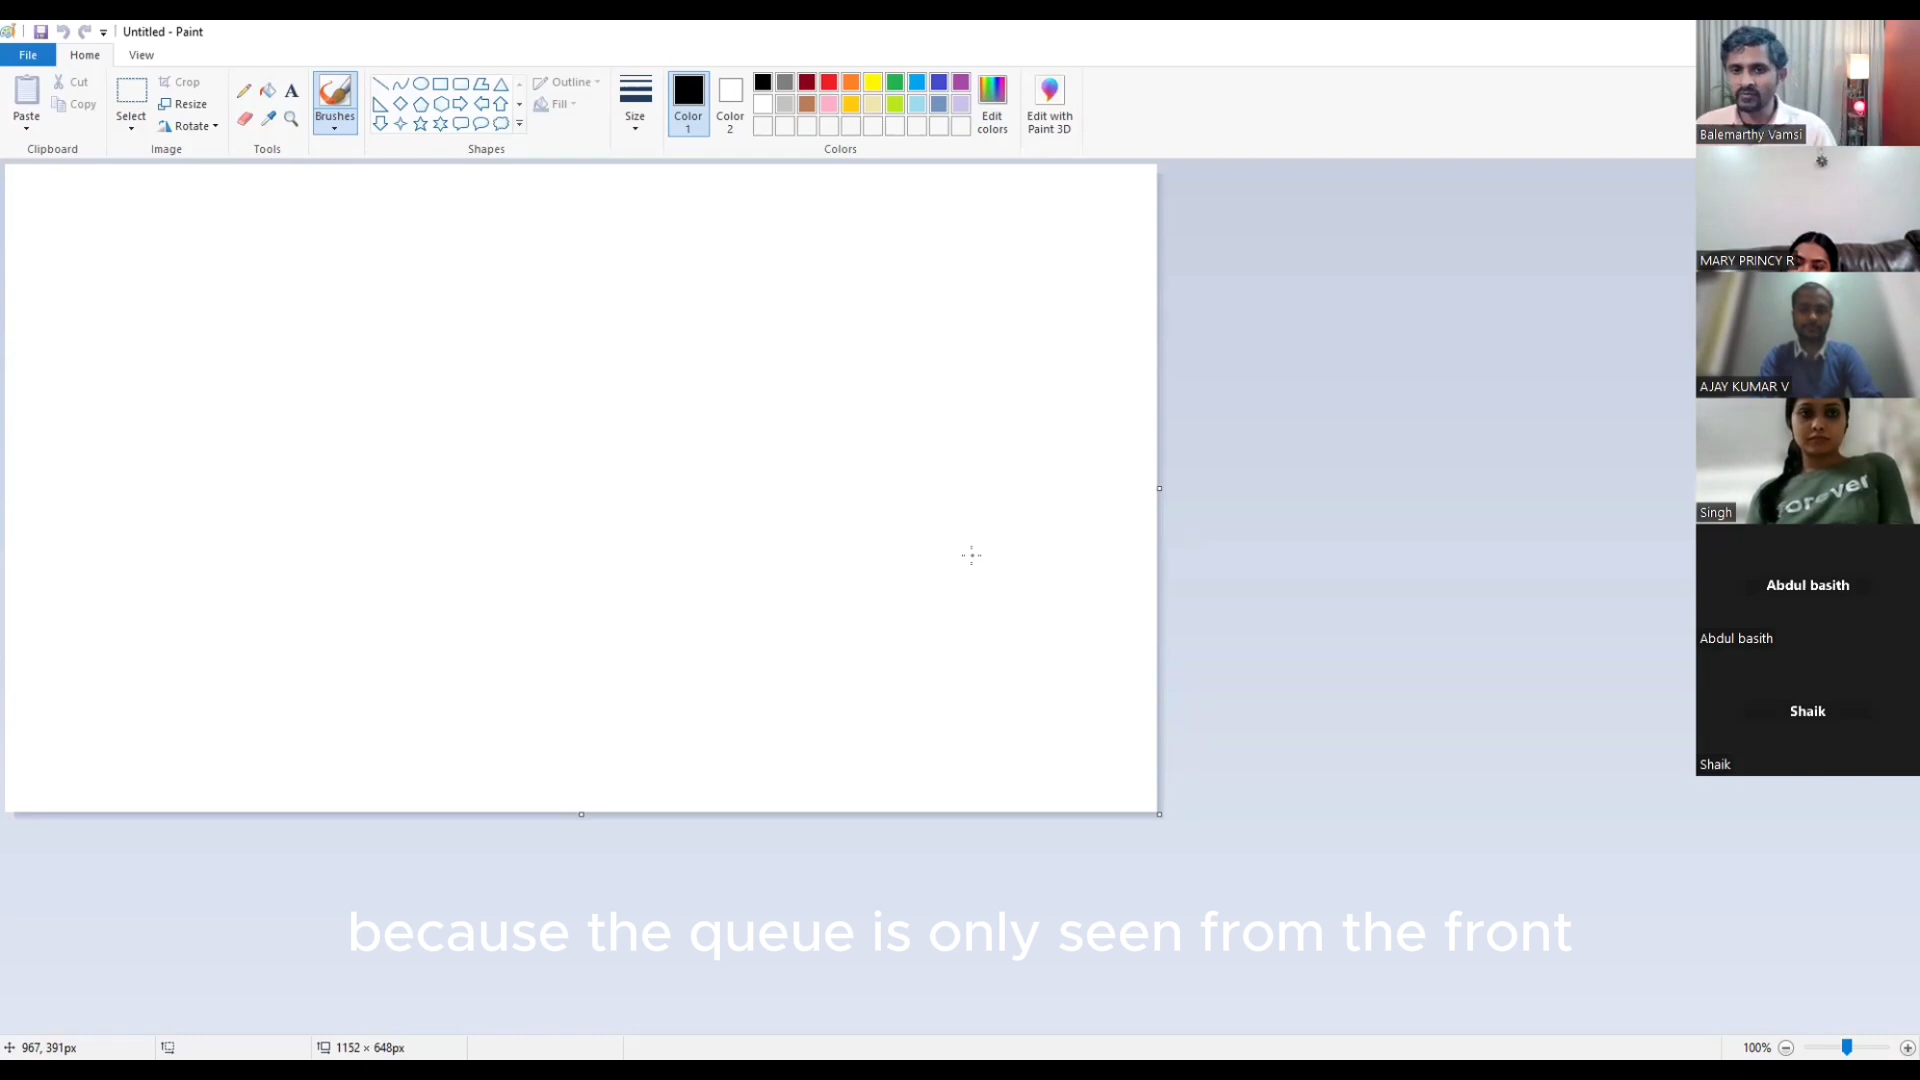 Untitled - Paint
File Home View
Paste
Cut
Copy
Clipboard
Select
Crop
Resize
Rotate
Image
A
Tools
Brushes
Shapes
Outline
Fill
Size
Color 1
Color 2
Edit colors
Colors
Edit with Paint 3D
Balemarthy Vamsi
MARY PRINCY R
AJAY KUMAR V
forever
Singh
Abdul basith
Abdul basith
Shaik
Shaik
because the queue is only seen from the front
967, 391px
1152 × 648px
100%